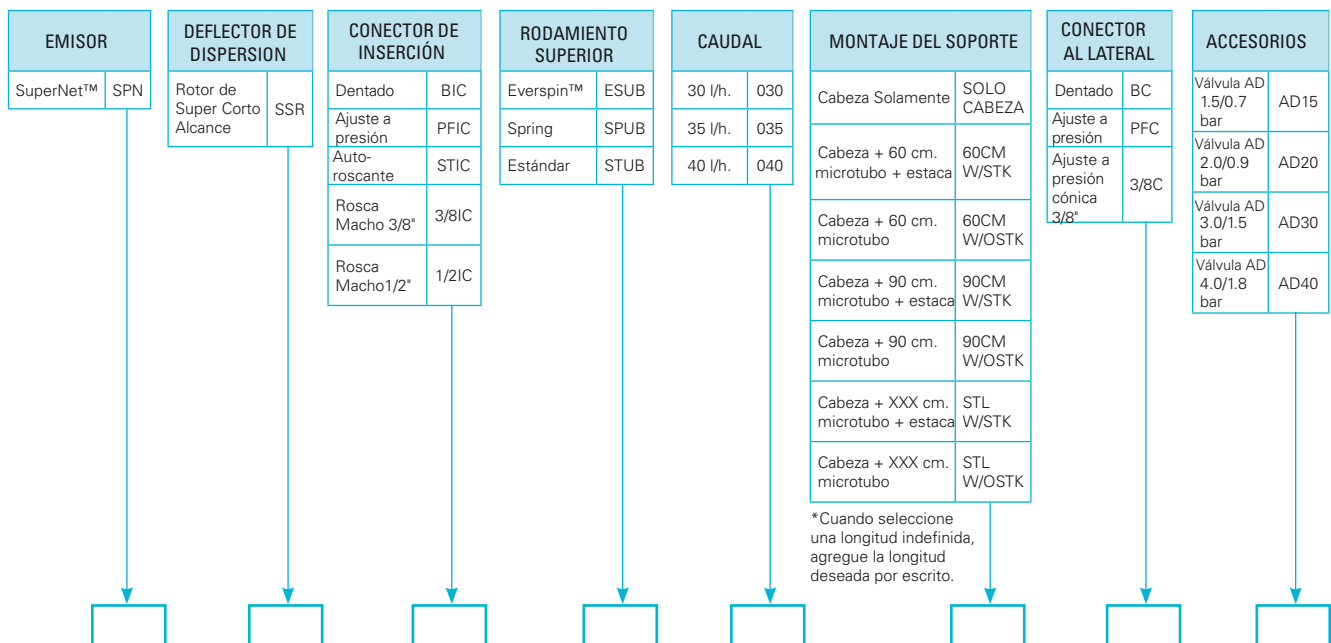 EMISOR
SuperNet™ SPN
DEFLECTOR DE
DISPERSION
Rotor de
Super Corto
Alcance
SSR
CONECTOR DE
INSERCIÓN
Dentado BIC
Ajuste a
presión
PFIC
Auto-
roscante
STIC
Rosca
Macho 3/8"
3/8IC
Rosca
Macho1/2"
1/2IC
RODAMIENTO
SUPERIOR
Everspin™ ESUB
Spring SPUB
Estándar STUB
CAUDAL
30 l/h. 030
35 l/h. 035
40 l/h. 040
MONTAJE DEL SOPORTE
Cabeza Solamente
SOLO
CABEZA
Cabeza + 60 cm.
microtubo + estaca
60CM
W/STK
Cabeza + 60 cm.
microtubo
60CM
W/OSTK
Cabeza + 90 cm.
microtubo + estaca
90CM
W/STK
Cabeza + 90 cm.
microtubo
90CM
W/OSTK
Cabeza + XXX cm.
microtubo + estaca
STL
W/STK
Cabeza + XXX cm.
microtubo
STL
W/OSTK
*Cuando seleccione
una longitud indefinida,
agregue la longitud
deseada por escrito.
CONECTOR
AL LATERAL
Dentado BC
Ajuste a
presión
PFC
Ajuste a
presión
cónica
3/8"
3/8C
ACCESORIOS
Válvula AD
1.5/0.7
bar
AD15
Válvula AD
2.0/0.9
bar
AD20
Válvula AD
3.0/1.5
bar
AD30
Válvula AD
4.0/1.8
bar
AD40